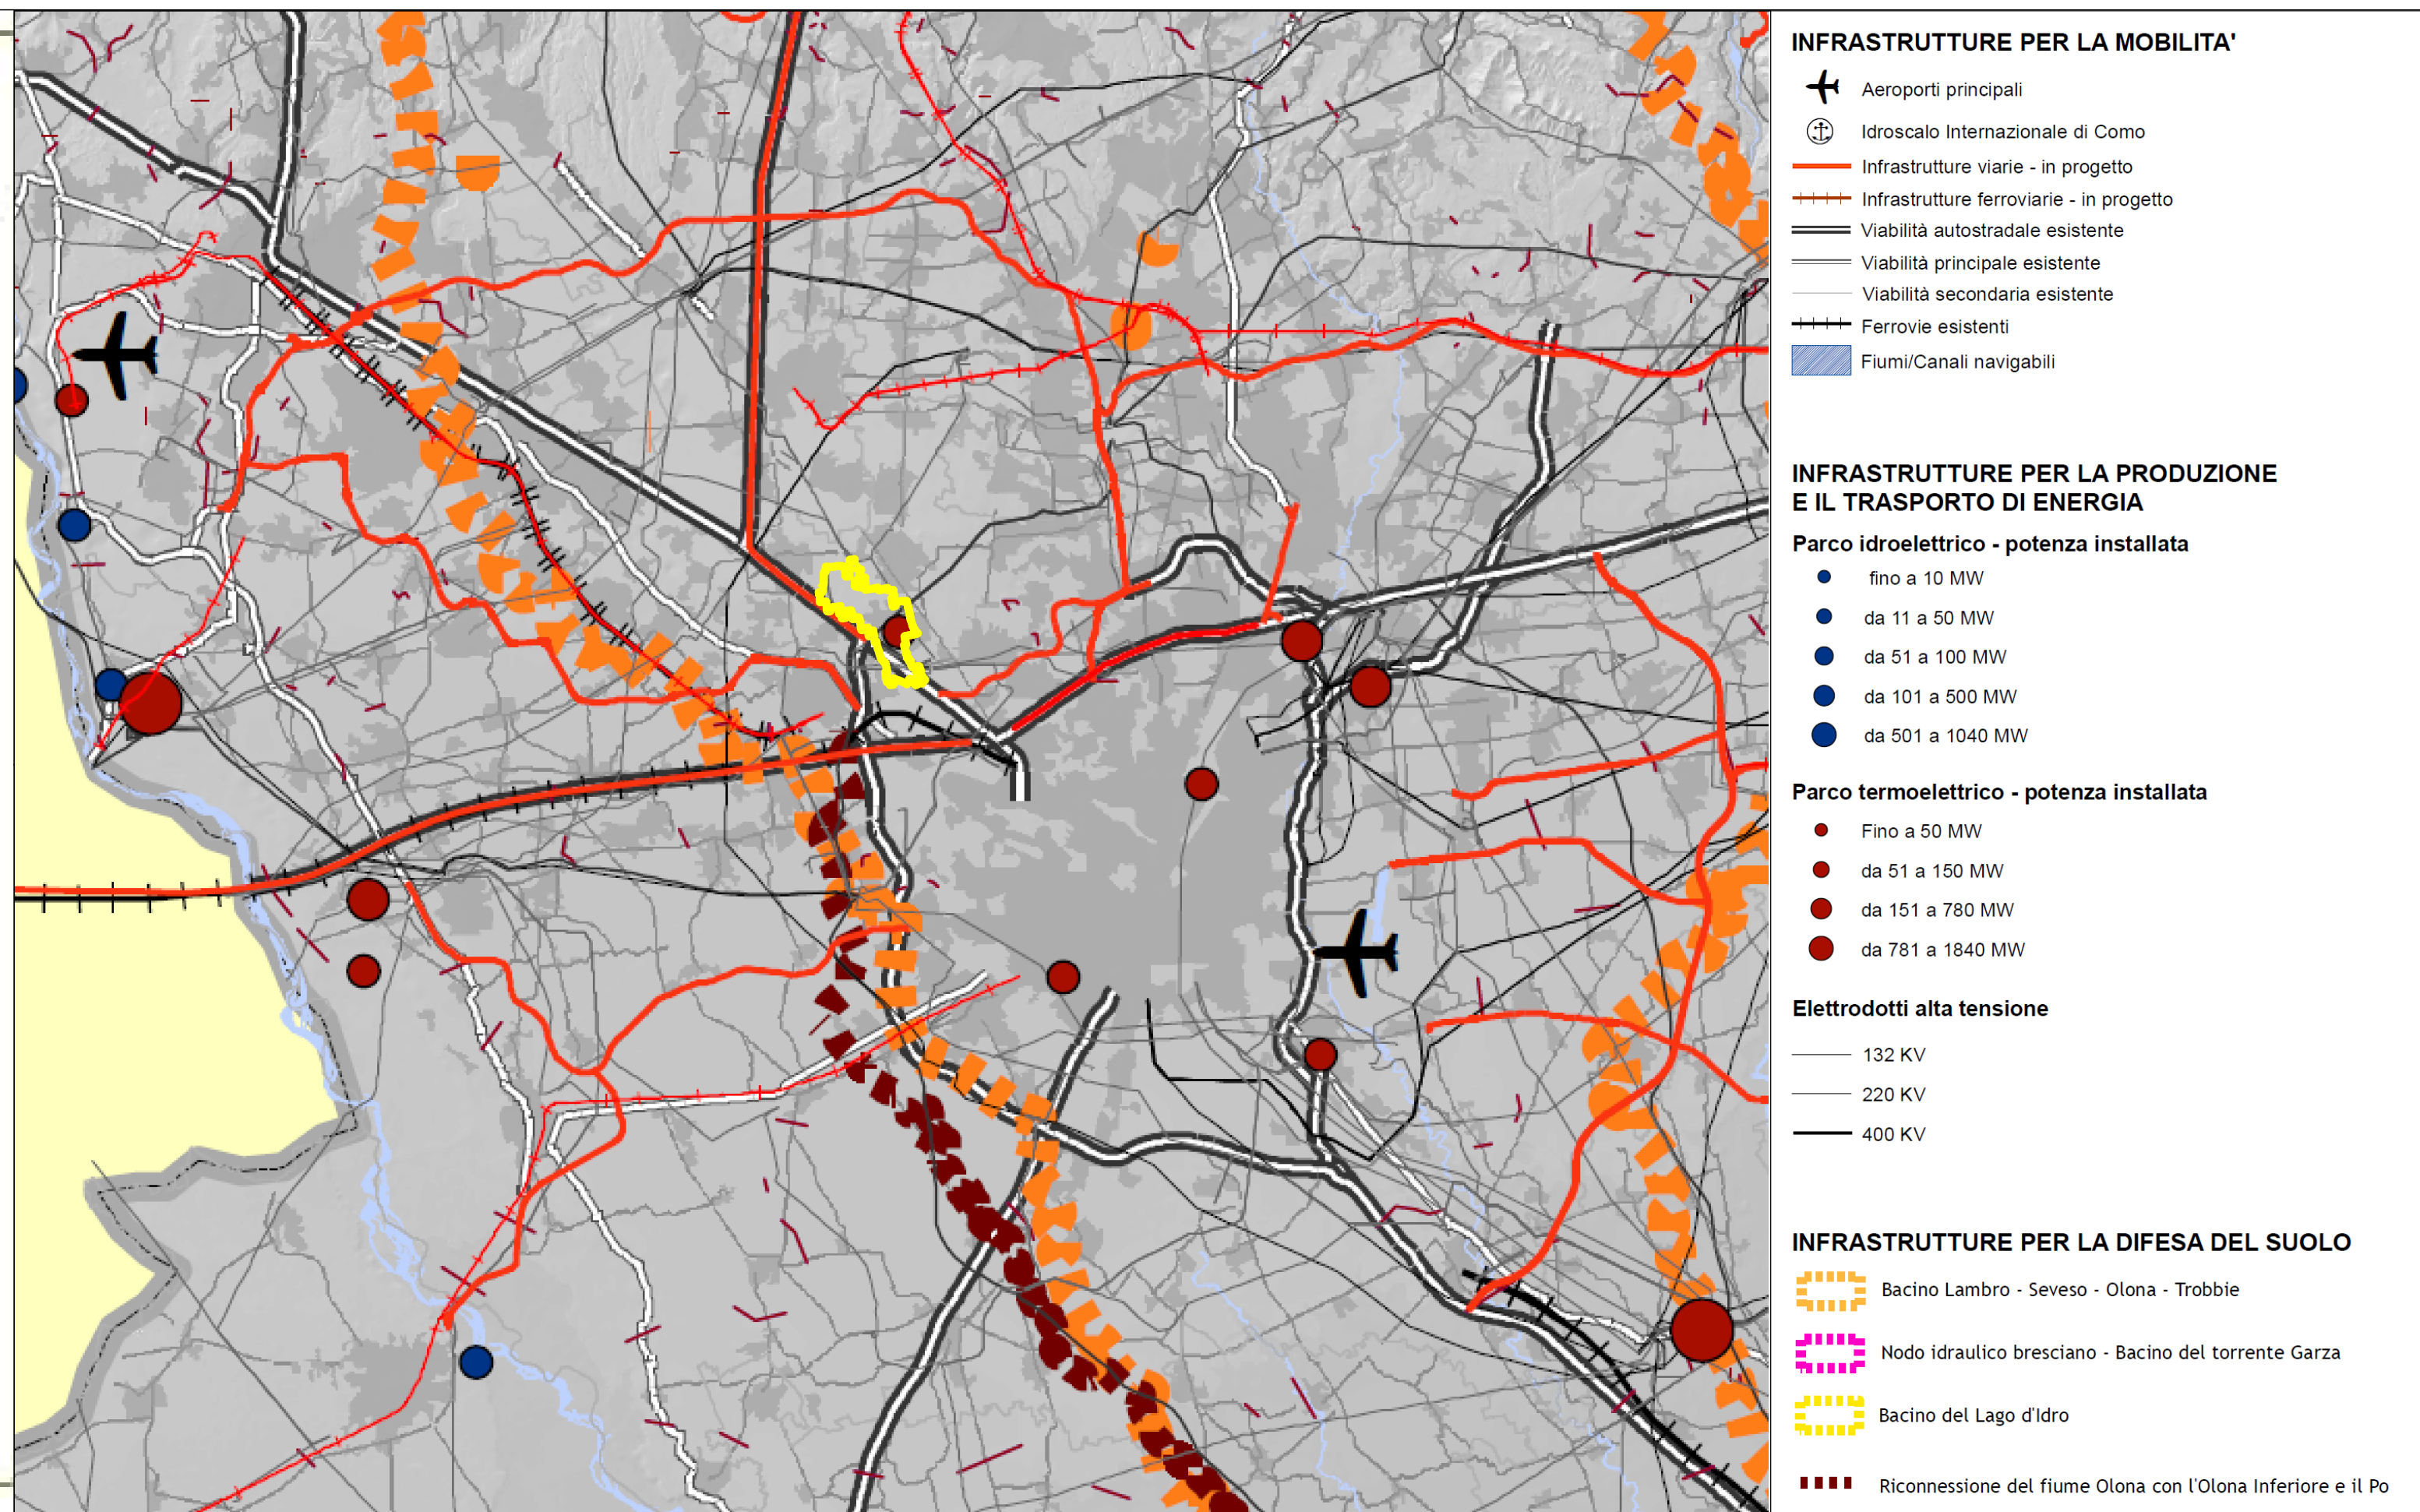 INFRASTRUTTURE PER LA MOBILITA'
Aeroporti principali
Idroscalo Internazionale di Como
Infrastrutture viarie - in progetto
Infrastrutture ferroviarie - in progetto
Viabilità autostradale esistente
Viabilità principale esistente
Viabilità secondaria esistente
Ferrovie esistenti
Fiumi/Canali navigabili
INFRASTRUTTURE PER LA PRODUZIONE
E IL TRASPORTO DI ENERGIA
Parco idroelettrico - potenza installata
fino a 10 MW
da 11 a 50 MW
da 51 a 100 MW
da 101 a 500 MW
da 501 a 1040 MW
Parco termoelettrico - potenza installata
Fino a 50 MW
da 51 a 150 MW
da 151 a 780 MW
da 781 a 1840 MW
Elettrodotti alta tensione
132 KV
220 KV
400 KV
INFRASTRUTTURE PER LA DIFESA DEL SUOLO
Bacino Lambro - Seveso - Olona - Trobbie
Nodo idraulico bresciano - Bacino del torrente Garza
Bacino del Lago d'Idro
Riconnessione del fiume Olona con l'Olona Inferiore e il Po